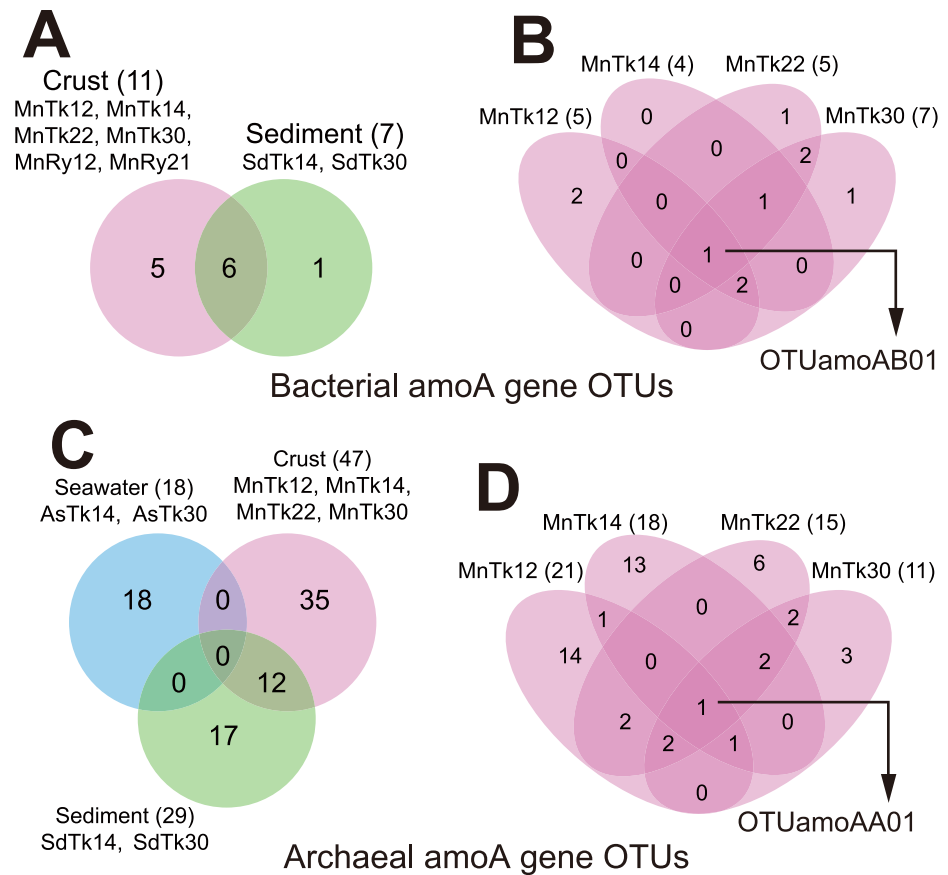 A
Crust (11)
MnTk12, MnTk14,
MnTk22, MnTk30,
MnRy12, MnRy21
Sediment (7)
SdTk14, SdTk30
5
6
1
B
MnTk14 (4)
MnTk22 (5)
MnTk12 (5)
MnTk30 (7)
0
1
0
0
2
2
0
1
1
0
1
0
0
2
0
OTUamoAB01
Bacterial amoA gene OTUs
C
Seawater (18)
AsTk14, AsTk30
Crust (47)
MnTk12, MnTk14,
MnTk22, MnTk30
18
0
35
0
0
12
17
Sediment (29)
SdTk14, SdTk30
D
MnTk14 (18)
MnTk22 (15)
MnTk12 (21)
MnTk30 (11)
13
6
1
0
2
14
0
2
3
1
2
0
2
1
0
OTUamoAA01
Archaeal amoA gene OTUs